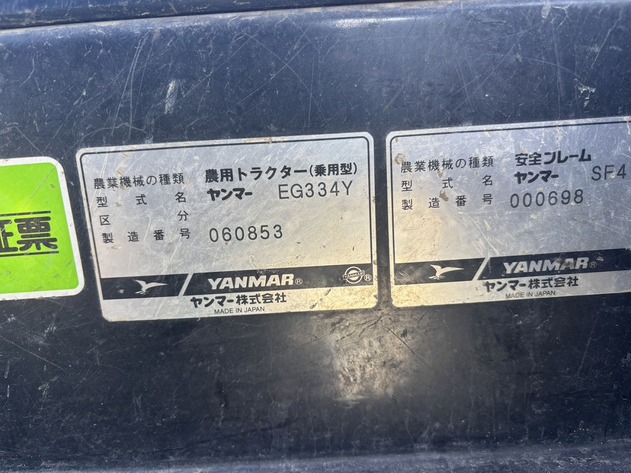 証票
農業機械の種類 農用トラクター(乗用型)
型式名 ヤンマー EG334Y
区分
製造番号 060853
YANMAR®
®
ヤンマー株式会社
MADE IN JAPAN
農業機械の種類 安全フレーム
型式名 ヤンマー SF4
製造番号 000698
YANMAR®
ヤンマー株式会社
MADE IN JAPAN